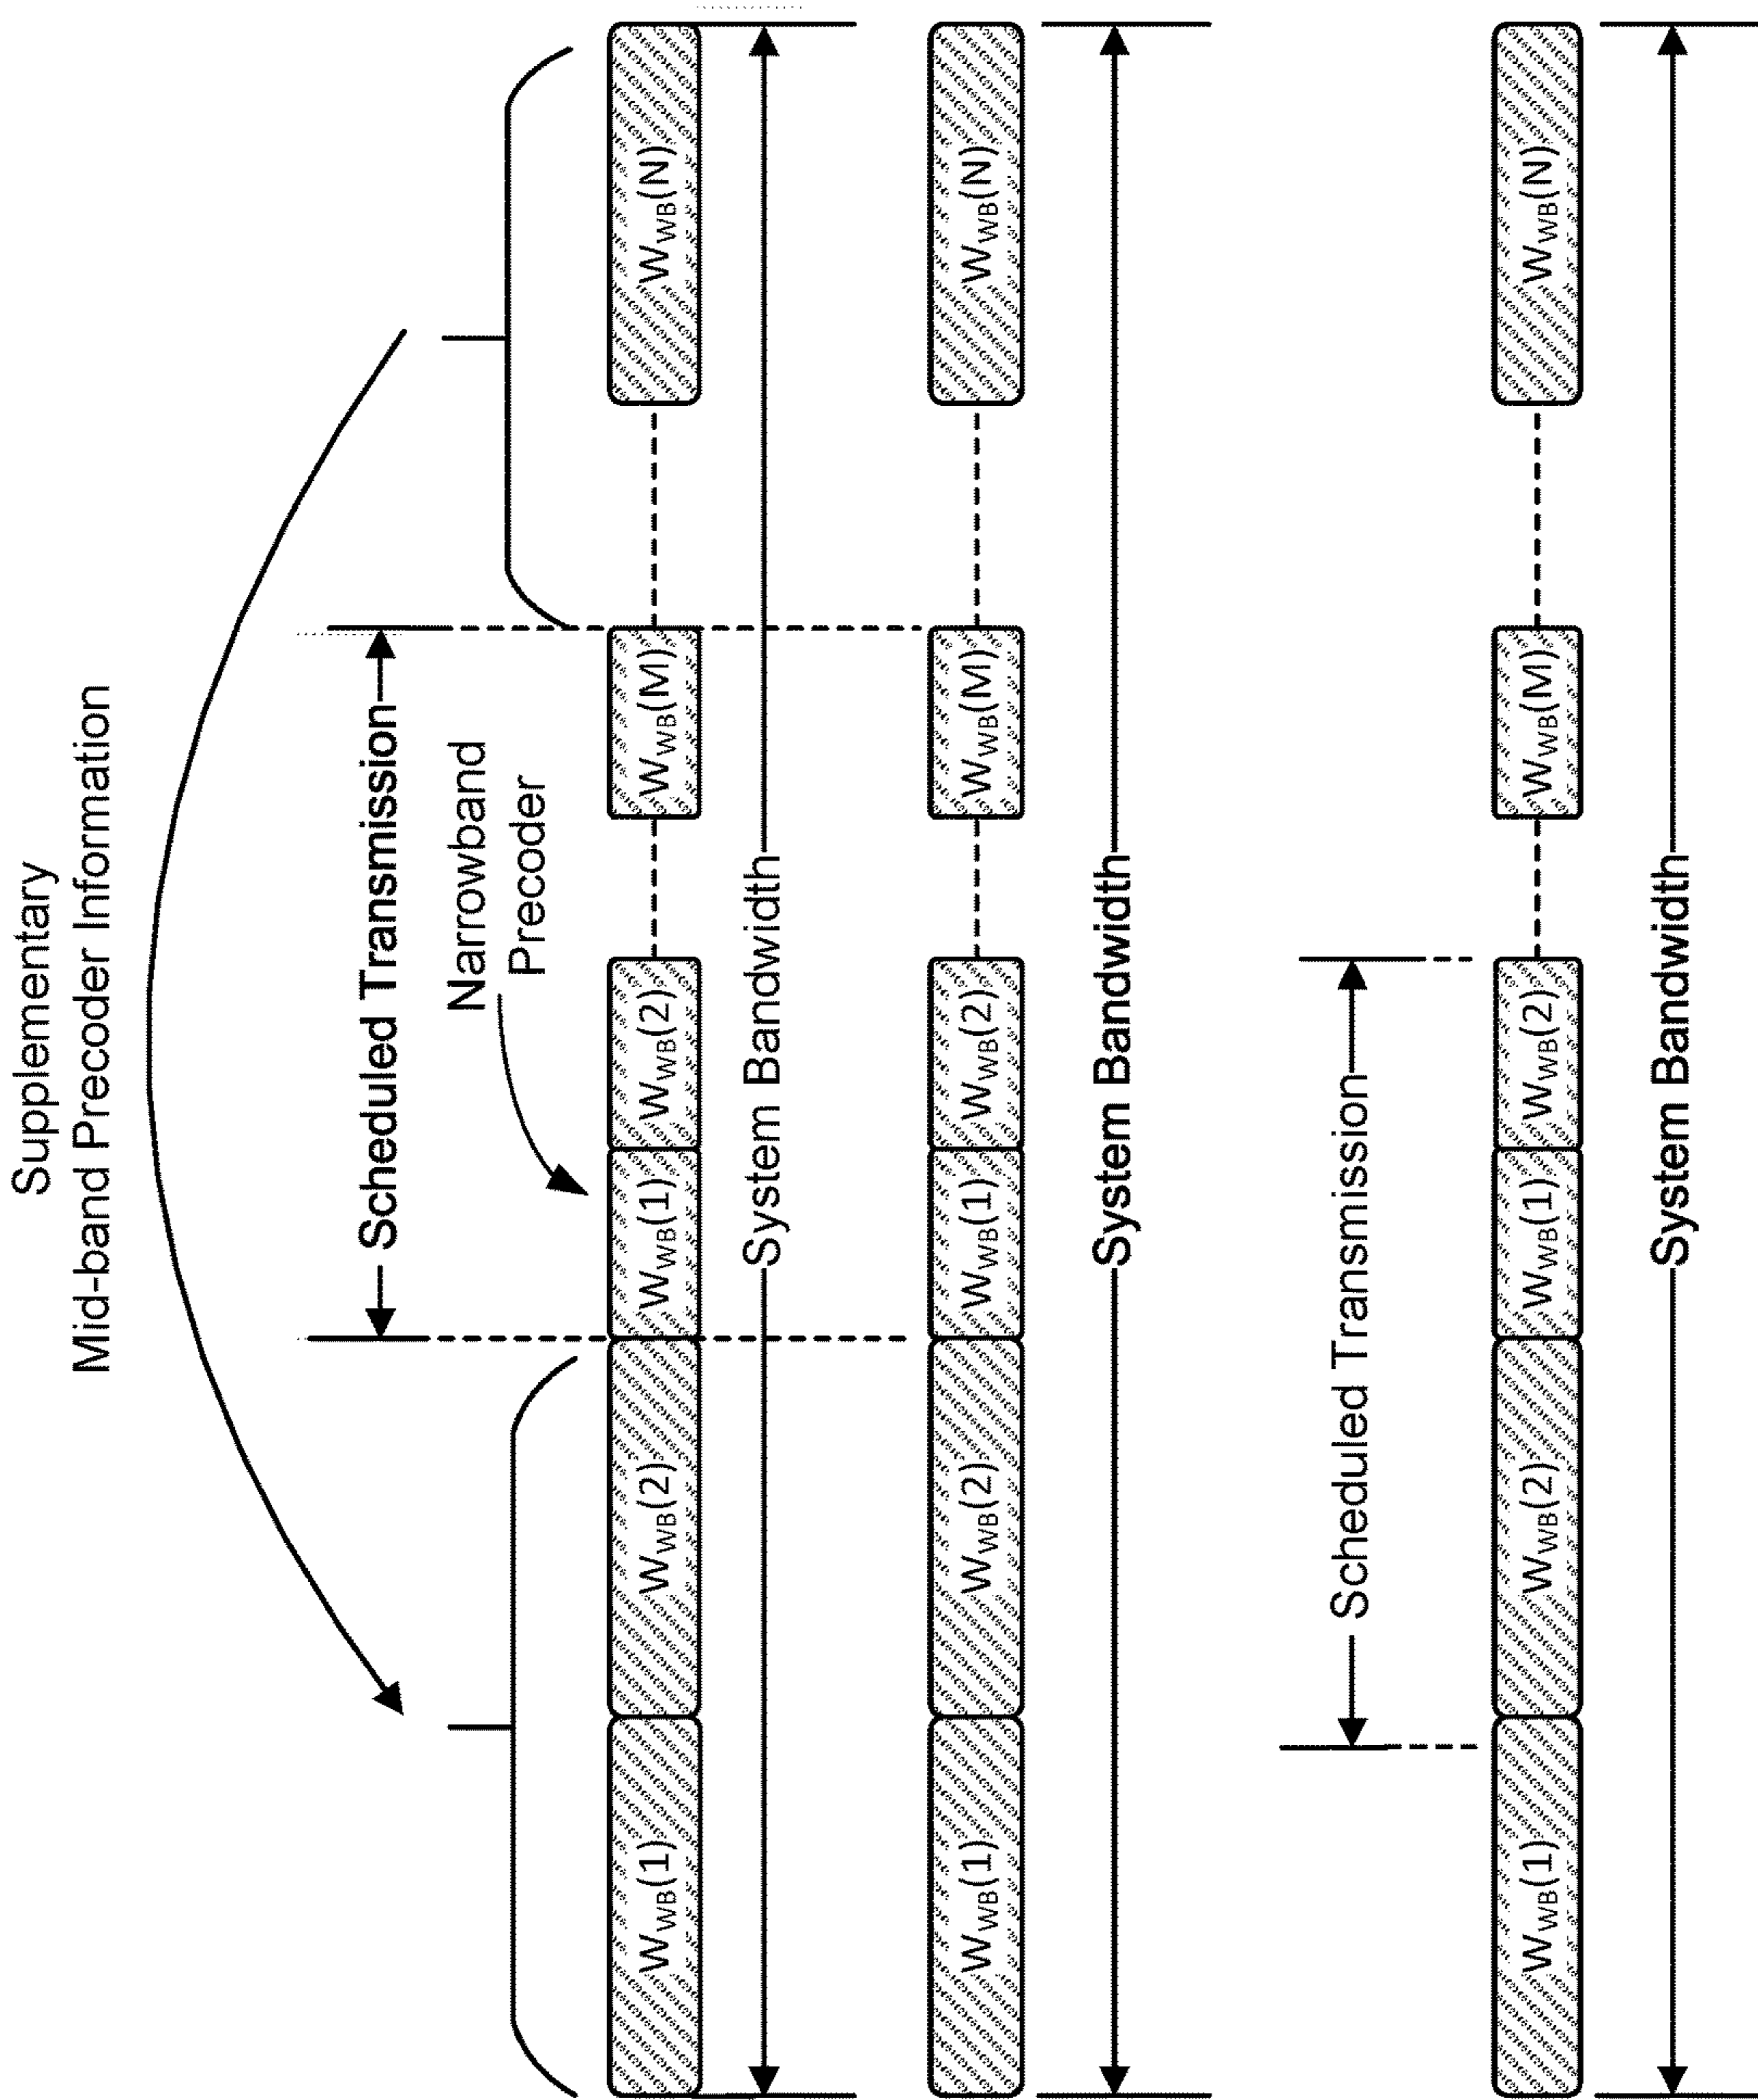 Supplementary
Mid-band Precoder Information
Scheduled Transmission
Narrowband
Precoder
W_WB(1) W_WB(2) W_WB(1) W_WB(2) W_WB(M) W_WB(N)
System Bandwidth
W_WB(1) W_WB(2) W_WB(1) W_WB(2) W_WB(M) W_WB(N)
System Bandwidth
Scheduled Transmission
W_WB(1) W_WB(2) W_WB(1) W_WB(2) W_WB(M) W_WB(N)
System Bandwidth